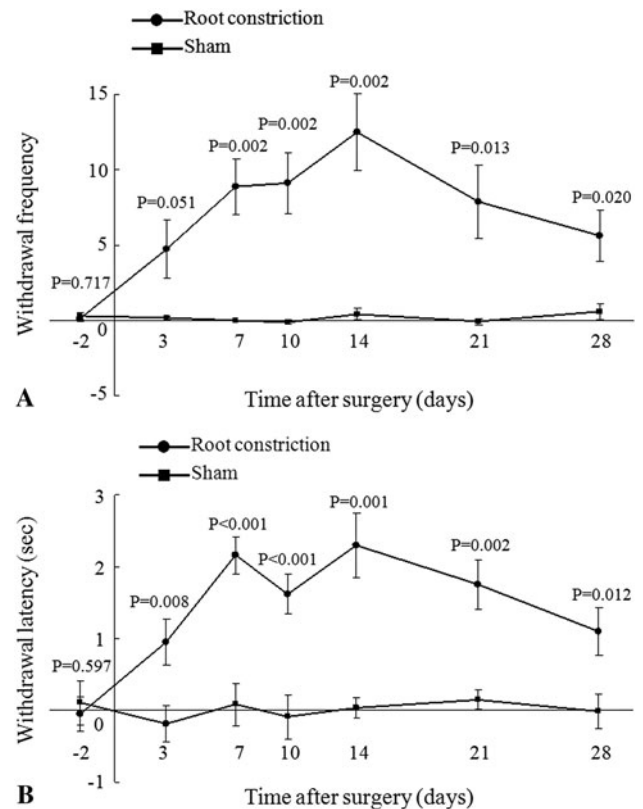 Root constriction
Sham
P=0.002
15
P=0.002
P=0.002
P=0.013
10
P=0.051
P=0.020
5
P=0.717
0
-2 3 7 10 14 21 28
-5
Withdrawal frequency
A
Time after surgery (days)
Root constriction
Sham
3
P=0.001
P<0.001
P<0.001
P=0.002
2
P=0.008
P=0.012
1
P=0.597
0
-2 3 7 10 14 21 28
-1
Withdrawal latency (sec)
B
Time after surgery (days)